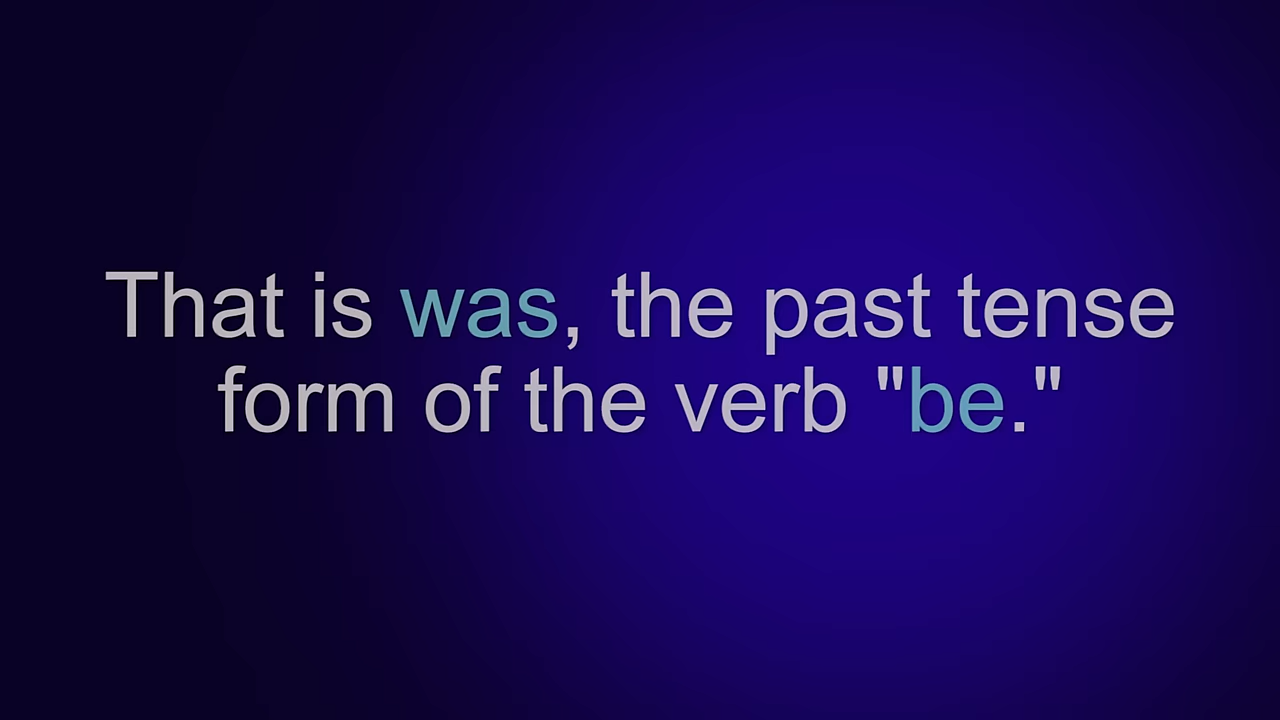 That is was, the past tense
form of the verb "be."